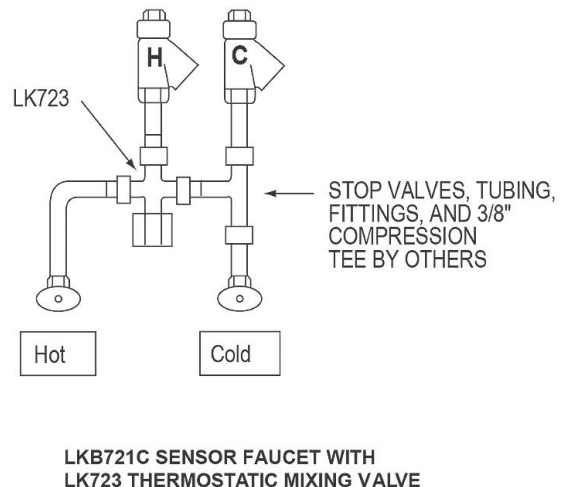 H
C
LK723
STOP VALVES, TUBING,
FITTINGS, AND 3/8"
COMPRESSION
TEE BY OTHERS
Hot
Cold
LKB721C SENSOR FAUCET WITH
LK723 THERMOSTATIC MIXING VALVE